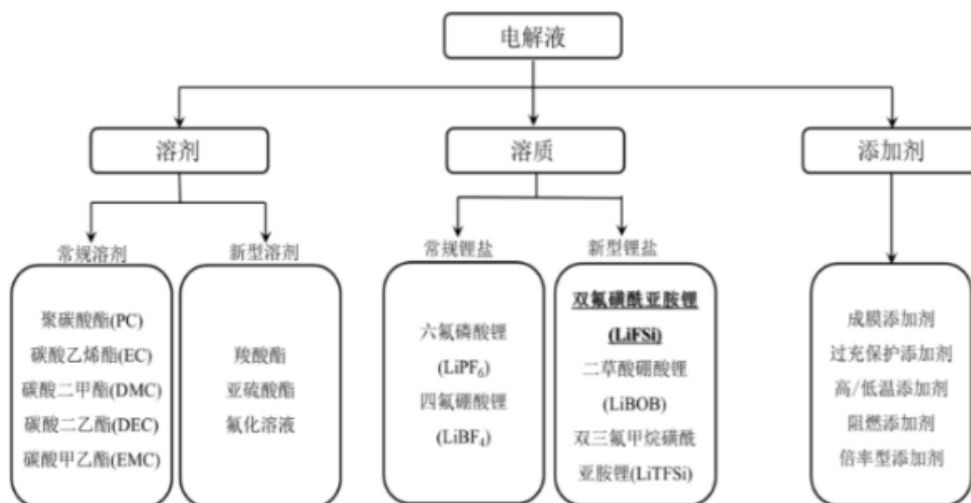 电解液
溶剂
溶质
添加剂
常规溶剂
新型溶剂
常规锂盐
新型锂盐
聚碳酸酯(PC)
碳酸乙烯酯(EC)
碳酸二甲酯(DMC)
碳酸二乙酯(DEC)
碳酸甲乙酯(EMC)
羧酸酯
亚硫酸酯
氟化溶液
六氟磷酸锂
(LiPF₆)
四氟硼酸锂
(LiBF₄)
双氟磺酰亚胺锂
(LiFSi)
二草酸硼酸锂
(LiBOB)
双三氟甲烷磺酰
亚胺锂(LiTFSi)
成膜添加剂
过充保护添加剂
高/低温添加剂
阻燃添加剂
倍率型添加剂